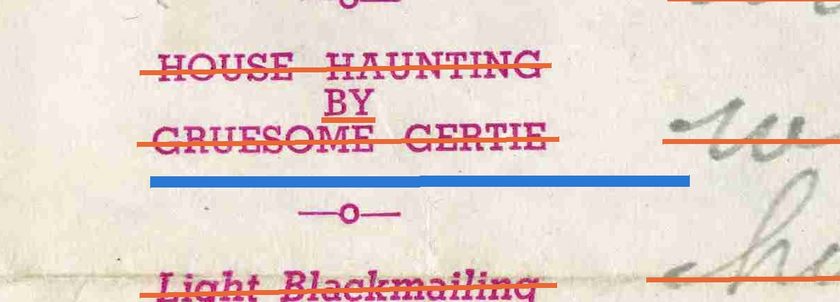 HOUSE HAUNTING
BY
GRUESOME GERTIE
Light Blackmailing